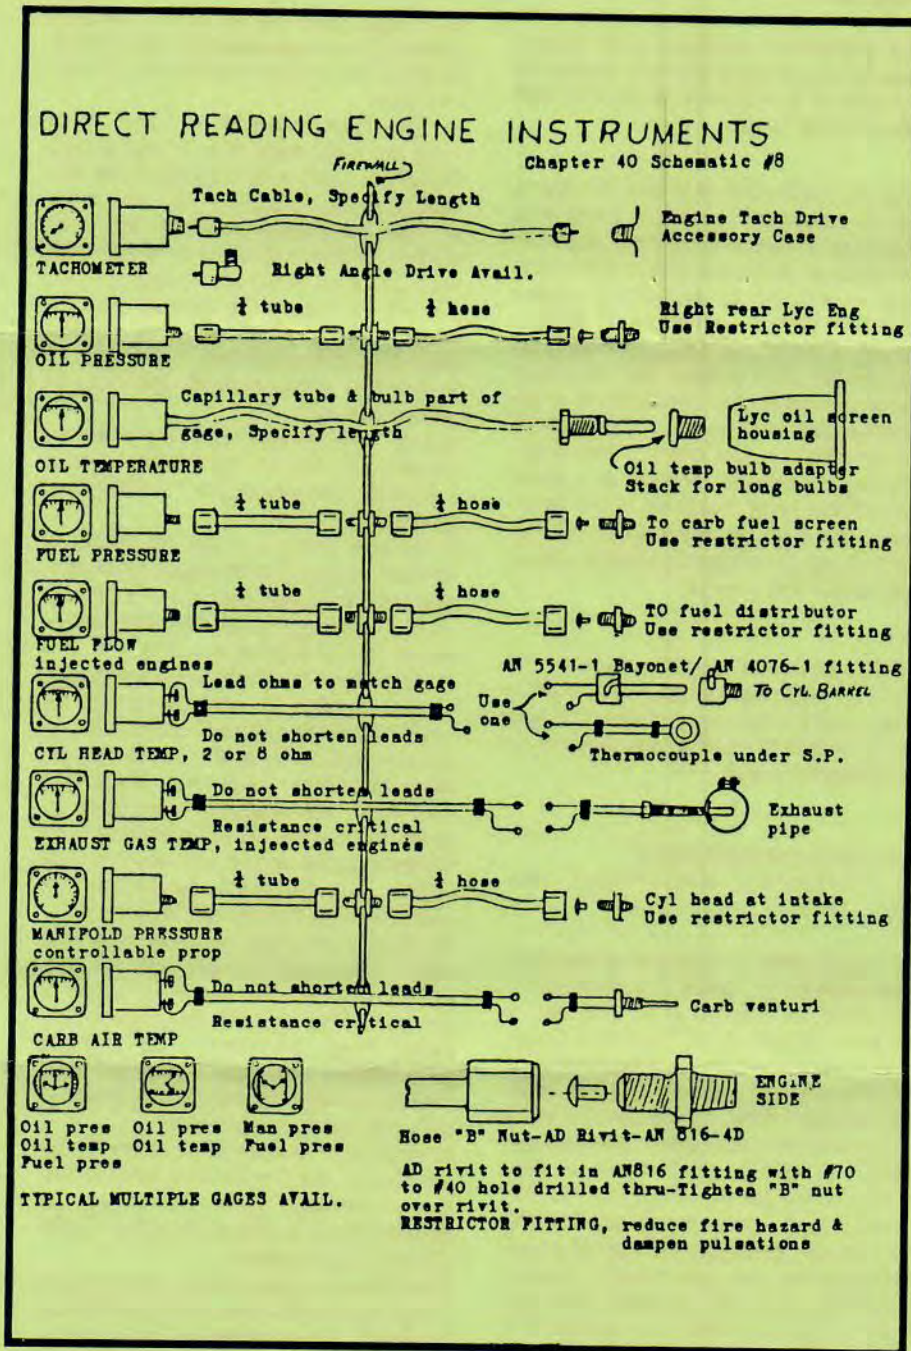 DIRECT READING ENGINE INSTRUMENTS
Chapter 40 Schematic #8
FIREWALL
Tach Cable, Specify Length
Engine Tach Drive
Accessory Case
TACHOMETER
Right Angle Drive Avail.
¼ tube
¼ hose
Right rear Lyc Eng
Use Restrictor fitting
OIL PRESSURE
Capillary tube & bulb part of
gage, Specify length
Lyc oil screen
housing
OIL TEMPERATURE
Oil temp bulb adapter
Stack for long bulbs
¼ tube
¼ hose
To carb fuel screen
Use restrictor fitting
FUEL PRESSURE
¼ tube
¼ hose
TO fuel distributor
Use restrictor fitting
FUEL FLOW
injected engines
AN 5541-1 Bayonet/ AN 4076-1 fitting
Lead ohms to match gage
Use
one
TO CYL. BARREL
Do not shorten leads
CYL HEAD TEMP, 2 or 8 ohm
Thermocouple under S.P.
Do not shorten leads
Resistance critical
Exhaust
pipe
EXHAUST GAS TEMP, injected engines
¼ tube
¼ hose
Cyl head at intake
Use restrictor fitting
MANIFOLD PRESSURE
controllable prop
Do not shorten leads
Resistance critical
Carb venturi
CARB AIR TEMP
Oil pres
Oil temp
Fuel pres
Oil pres
Oil temp
Man pres
Fuel pres
ENGINE
SIDE
Hose "B" Nut-AD Rivit-AN 816-4D
TYPICAL MULTIPLE GAGES AVAIL.
AD rivit to fit in AN816 fitting with #70
to #40 hole drilled thru-Tighten "B" nut
over rivit.
RESTRICTOR FITTING, reduce fire hazard &
dampen pulsations